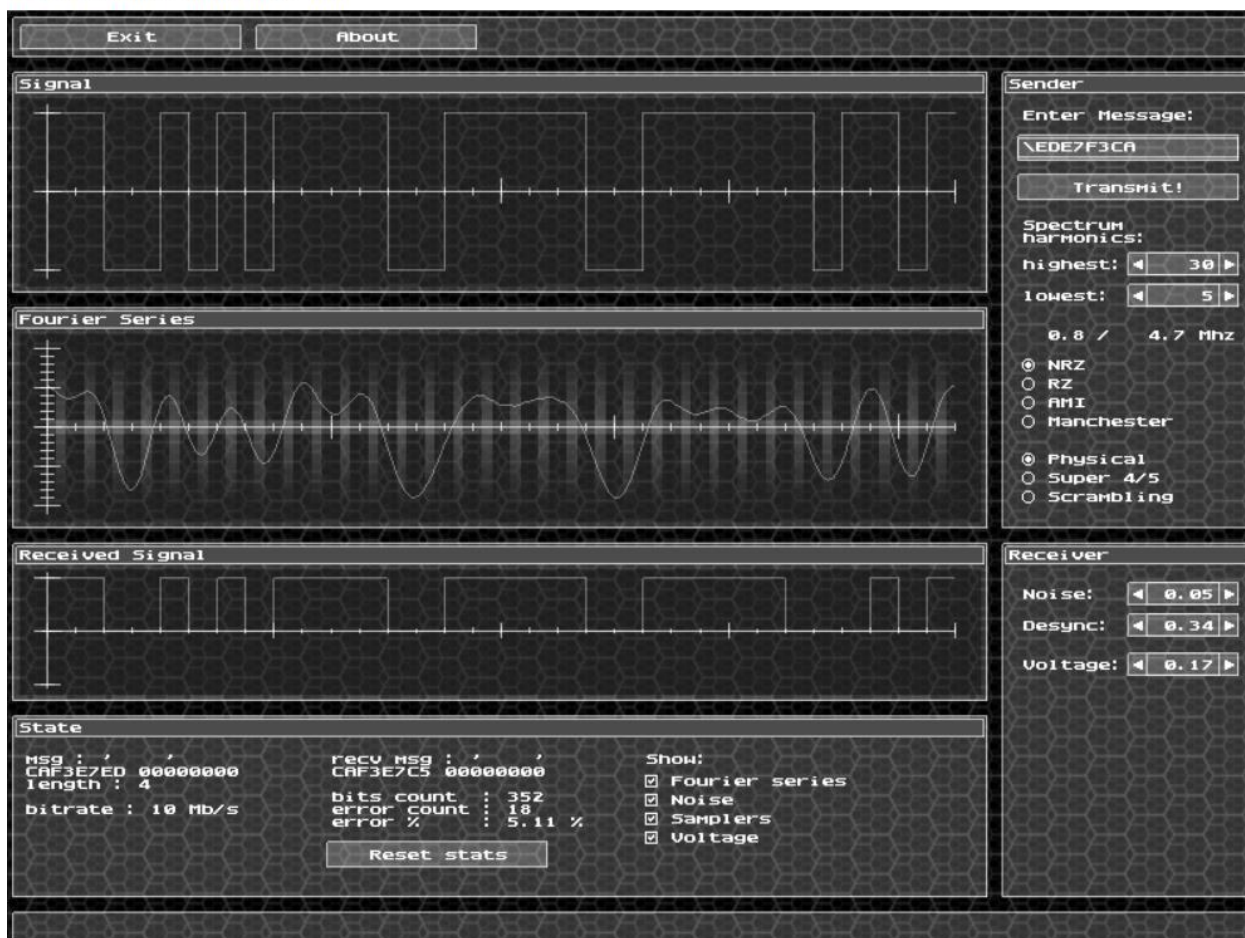 Exit About
Signal
Sender
Enter Message:
\EDE7F3CA
Transmit!
Spectrum
harmonics:
highest: 30
lowest: 5
0.8 / 4.7 Mhz
NRZ
RZ
AMI
Manchester
Physical
Super 4/5
Scrambling
Fourier Series
Received Signal
Receiver
Noise: 0.05
Desync: 0.34
Voltage: 0.17
State
msg : ' '
CAF3E7ED 00000000
length : 4
bitrate : 10 Mb/s
recv msg : ' '
CAF3E7C5 00000000
bits count : 352
error count : 18
error % : 5.11 %
Reset stats
Show:
Fourier series
Noise
Samplers
Voltage